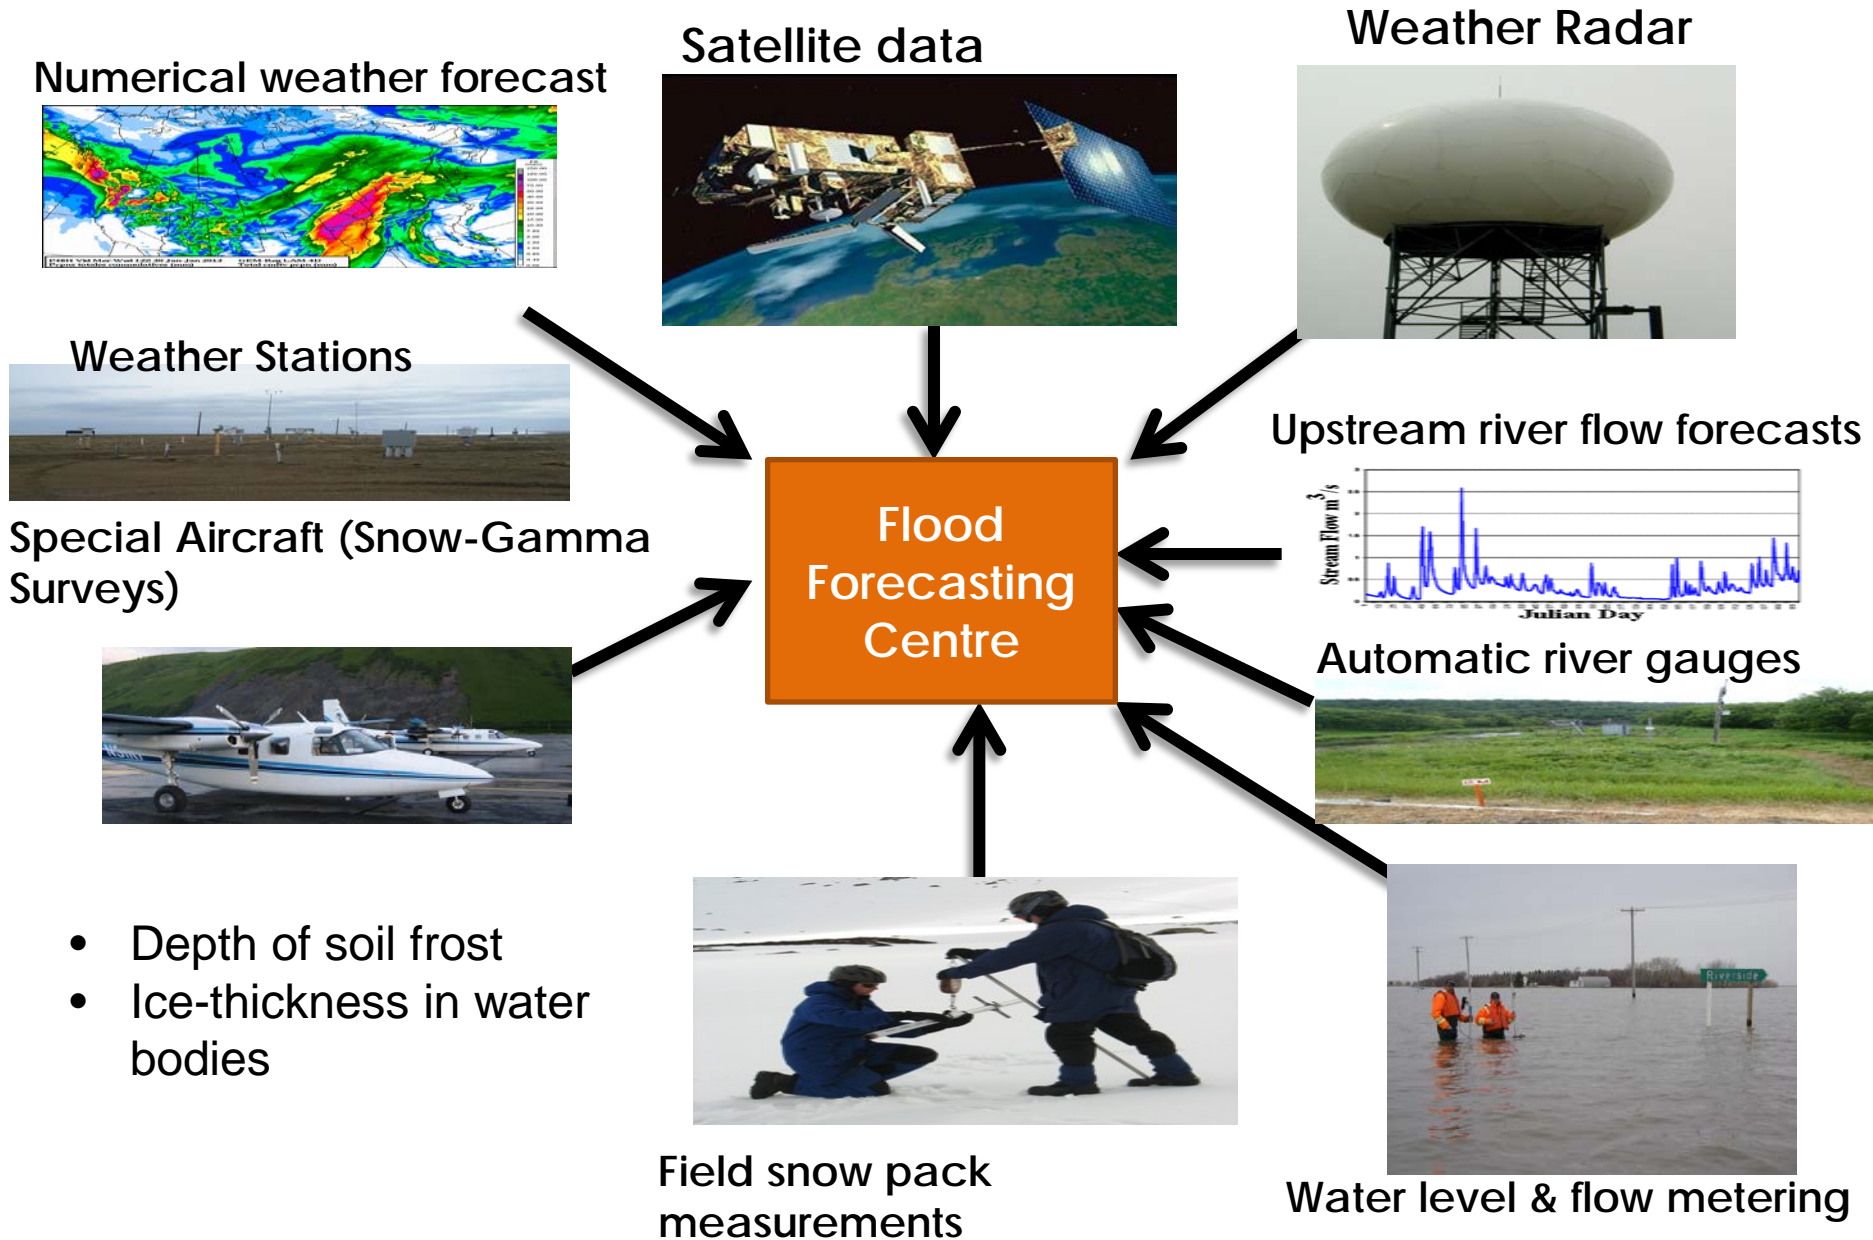 Numerical weather forecast
Satellite data
Weather Radar
Weather Stations
Special Aircraft (Snow-Gamma
Surveys)
Flood
Forecasting
Centre
Upstream river flow forecasts
Stream Flow m³/s
Julian Day
Automatic river gauges
• Depth of soil frost
• Ice-thickness in water
bodies
Riverside
Field snow pack
measurements
Water level & flow metering